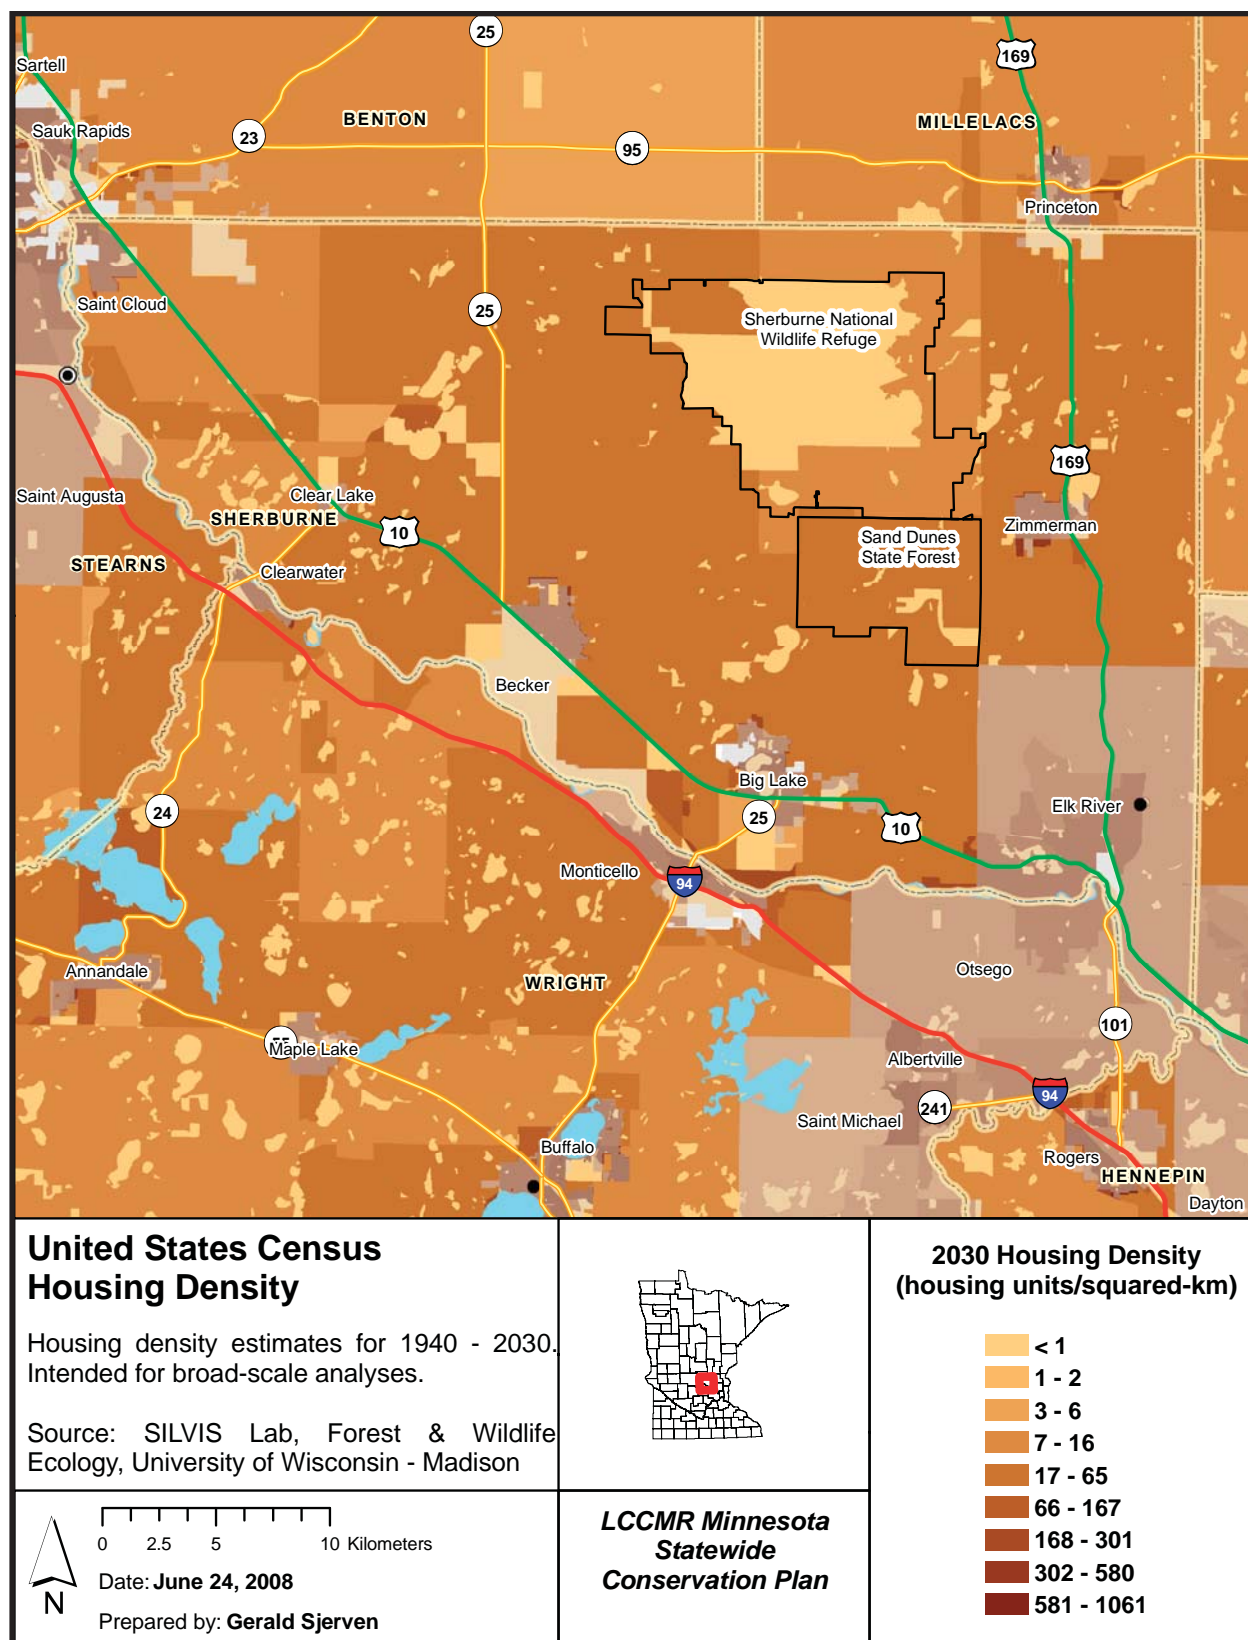 25
169
Sartell
BENTON
MILLELACS
Sauk Rapids
23
95
Princeton
Saint Cloud
25
Sherburne National
Wildlife Refuge
169
Saint Augusta
Clear Lake
SHERBURNE
10
Zimmerman
Sand Dunes
State Forest
STEARNS
Clearwater
Becker
Big Lake
24
25
10
Elk River
Monticello
94
Annandale
WRIGHT
Otsego
101
Maple Lake
Albertville
94
241
Saint Michael
Buffalo
Rogers
HENNEPIN
Dayton
United States Census
Housing Density
Housing density estimates for 1940 - 2030.
Intended for broad-scale analyses.
Source: SILVIS Lab, Forest & Wildlife
Ecology, University of Wisconsin - Madison
0 2.5 5 10 Kilometers
N
Date: June 24, 2008
Prepared by: Gerald Sjerven
LCCMR Minnesota
Statewide
Conservation Plan
2030 Housing Density
(housing units/squared-km)
< 1
1 - 2
3 - 6
7 - 16
17 - 65
66 - 167
168 - 301
302 - 580
581 - 1061